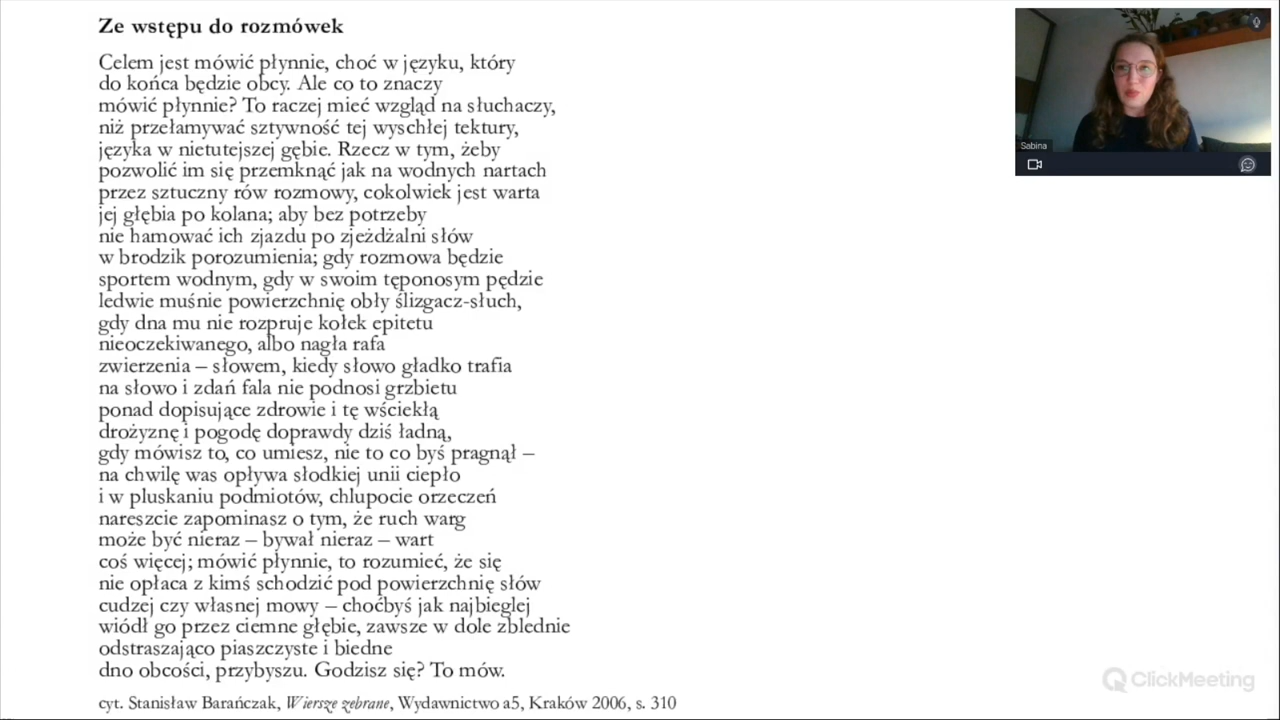 Ze wstępu do rozmówek
Celem jest mówić płynnie, choć w języku, który
do końca będzie obcy. Ale co to znaczy
mówić płynnie? To raczej mieć wzgląd na słuchaczy,
niż przełamywać sztywność tej wyschłej tektury,
języka w nietutejszej gębie. Rzecz w tym, żeby
pozwolić im się przemknąć jak na wodnych nartach
przez sztuczny rów rozmowy, cokolwiek jest warta
jej głębia po kolana; aby bez potrzeby
nie hamować ich zjazdu po zjeżdżalni słów
w brodzik porozumienia; gdy rozmowa będzie
sportem wodnym, gdy w swoim tęponosym pędzie
ledwie muśnie powierzchnię obły ślizgacz-słuch,
gdy dna mu nie rozpruje kołek epitetu
nieoczekiwanego, albo nagła rafa
zwierzenia – słowem, kiedy słowo gładko trafia
na słowo i zdań fala nie podnosi grzbietu
ponad dopisujące zdrowie i tę wściekłą
drożyznę i pogodę doprawdy dziś ładną,
gdy mówisz to, co umiesz, nie to co byś pragnął –
na chwilę was opływa słodkiej unii ciepło
i w pluskaniu podmiotów, chlupocie orzeczeń
nareszcie zapominasz o tym, że ruch warg
może być nieraz – bywał nieraz – wart
coś więcej; mówić płynnie, to rozumieć, że się
nie opłaca z kimś schodzić pod powierzchnię słów
cudzej czy własnej mowy – choćbyś jak najbieglej
wiódł go przez ciemne głębie, zawsze w dole zblednie
odstraszająco piaszczyste i biedne
dno obcości, przybyszu. Godzisz się? To mów.
cyt. Stanisław Barańczak, Wiersze zebrane, Wydawnictwo a5, Kraków 2006, s. 310
Sabina
ClickMeeting